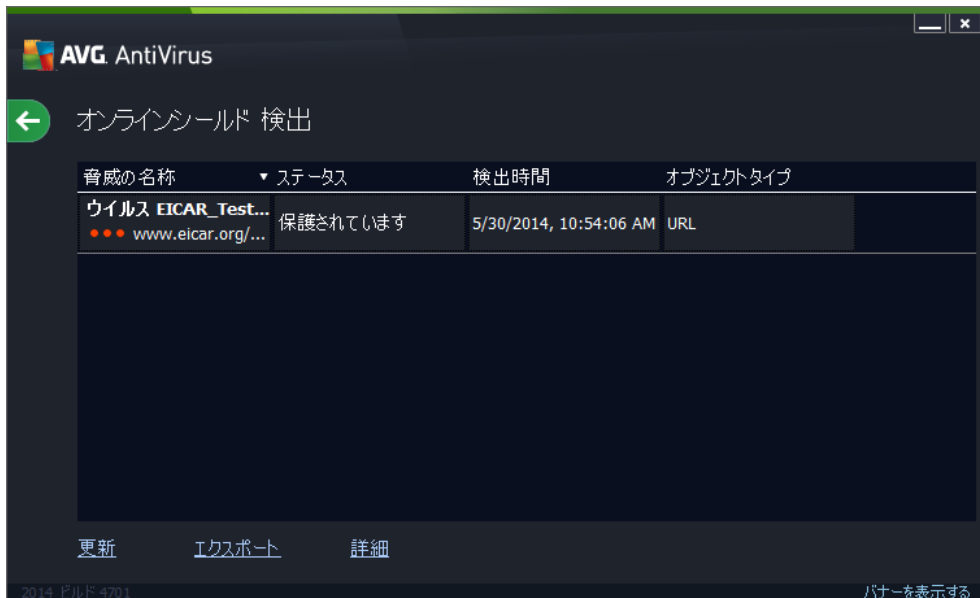 AVG. AntiVirus
オンラインシールド 検出
脅威の名称 ▼ ステータス 検出時間 オブジェクトタイプ
ウイルス EICAR_Test... 保護されています 5/30/2014, 10:54:06 AM URL
www.eicar.org/...
更新 エクスポート 詳細
2014 ビルド 4701 バナーを表示する